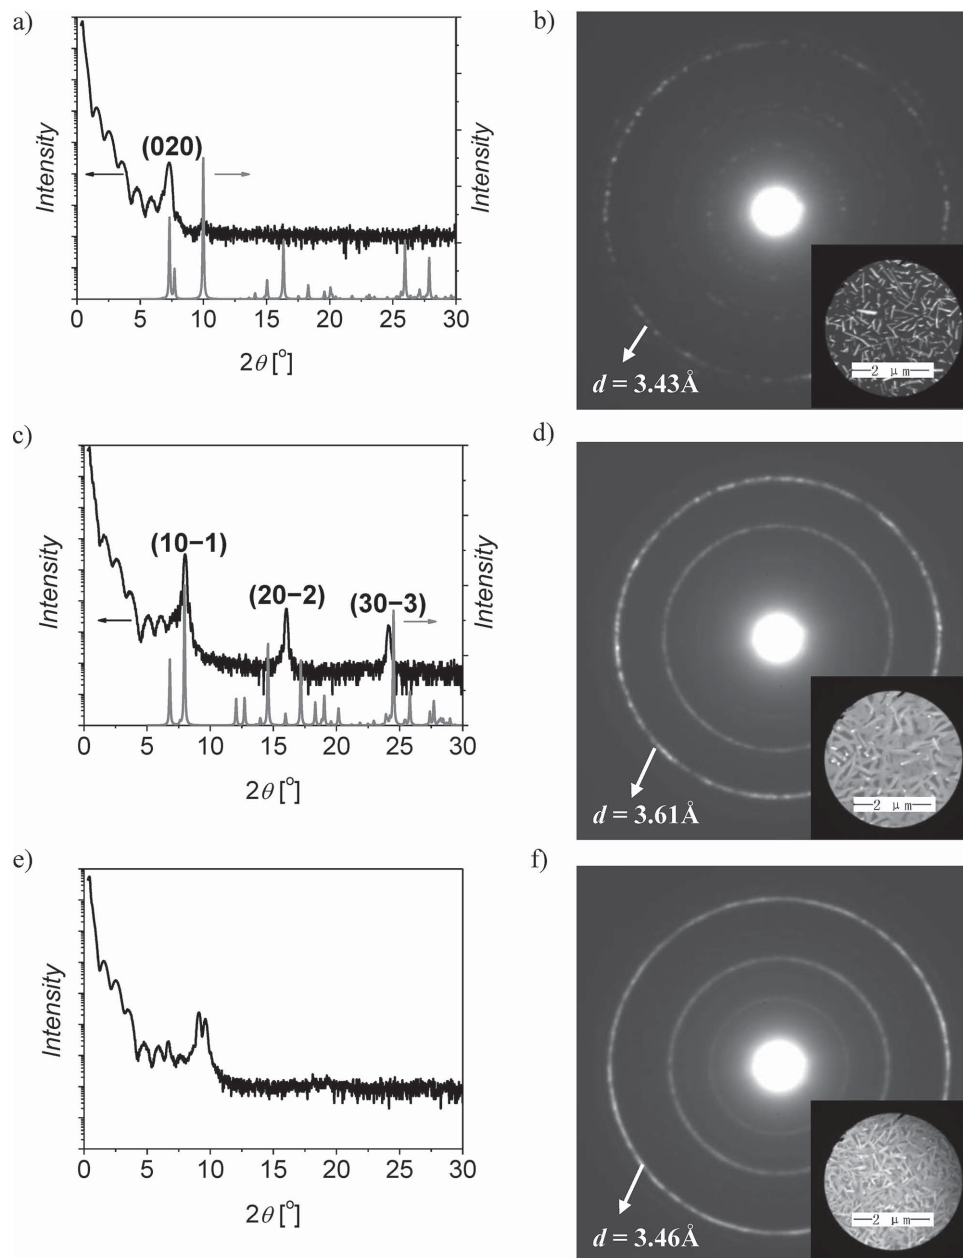 a)
b)
Intensity
(020)
Intensity
0 5 10 15 20 25 30
2θ [°]
d = 3.43Å
2 μm
c)
d)
Intensity
(10−1)
(20−2)
(30−3)
Intensity
0 5 10 15 20 25 30
2θ [°]
d = 3.61Å
2 μm
e)
f)
Intensity
0 5 10 15 20 25 30
2θ [°]
d = 3.46Å
2 μm